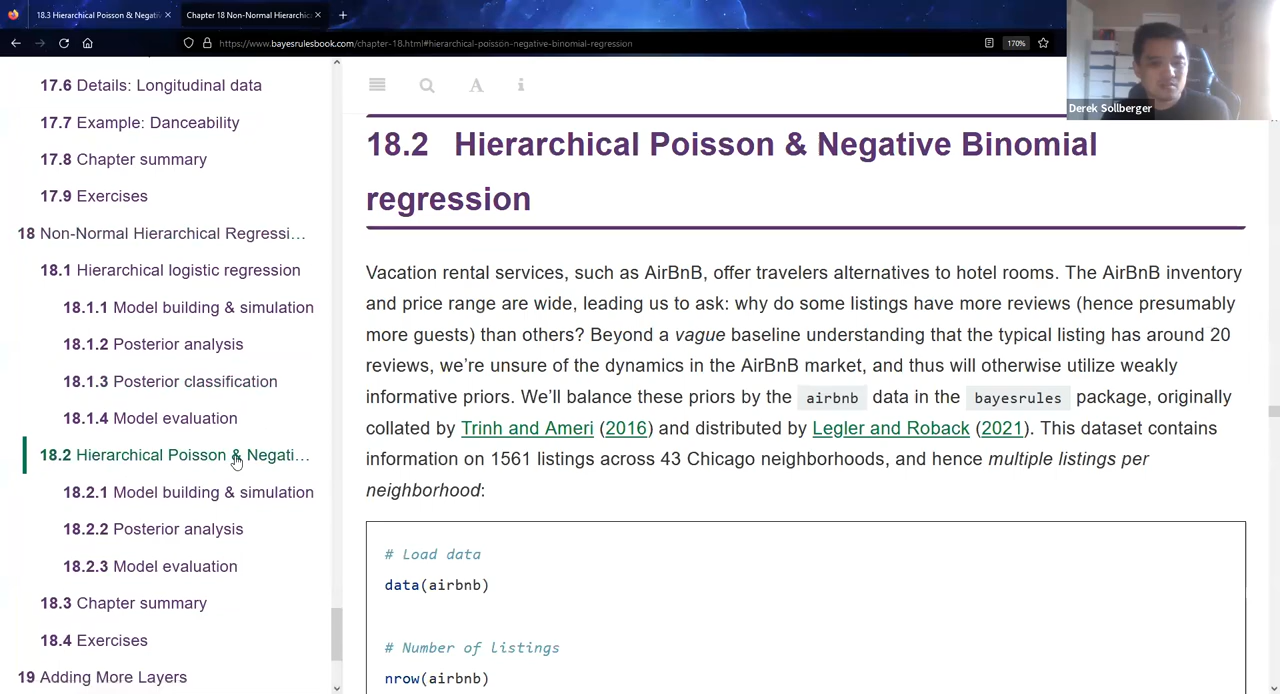 18.3 Hierarchical Poisson & Negati
Chapter 18 Non-Normal Hierarchic
https://www.bayesrulesbook.com/chapter-18.html#hierarchical-poisson-negative-binomial-regression
170%
Derek Sollberger
17.6 Details: Longitudinal data
17.7 Example: Danceability
17.8 Chapter summary
17.9 Exercises
18 Non-Normal Hierarchical Regressi...
18.1 Hierarchical logistic regression
18.1.1 Model building & simulation
18.1.2 Posterior analysis
18.1.3 Posterior classification
18.1.4 Model evaluation
18.2 Hierarchical Poisson & Negati...
18.2.1 Model building & simulation
18.2.2 Posterior analysis
18.2.3 Model evaluation
18.3 Chapter summary
18.4 Exercises
19 Adding More Layers
18.2 Hierarchical Poisson & Negative Binomial
regression
Vacation rental services, such as AirBnB, offer travelers alternatives to hotel rooms. The AirBnB inventory
and price range are wide, leading us to ask: why do some listings have more reviews (hence presumably
more guests) than others? Beyond a vague baseline understanding that the typical listing has around 20
reviews, we're unsure of the dynamics in the AirBnB market, and thus will otherwise utilize weakly
informative priors. We'll balance these priors by the airbnb data in the bayesrules package, originally
collated by Trinh and Ameri (2016) and distributed by Legler and Roback (2021). This dataset contains
information on 1561 listings across 43 Chicago neighborhoods, and hence multiple listings per
neighborhood:
# Load data
data(airbnb)
# Number of listings
nrow(airbnb)